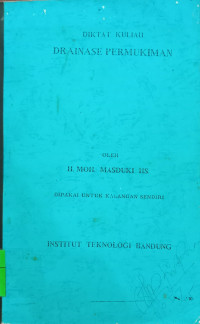 DIKTAT KULIAH
DRAINASE PERMUKIMAN
OLEH
H. MOH. MASDUKI HS
DIPAKAI UNTUK KALANGAN SENDIRI
INSTITUT TEKNOLOGI BANDUNG